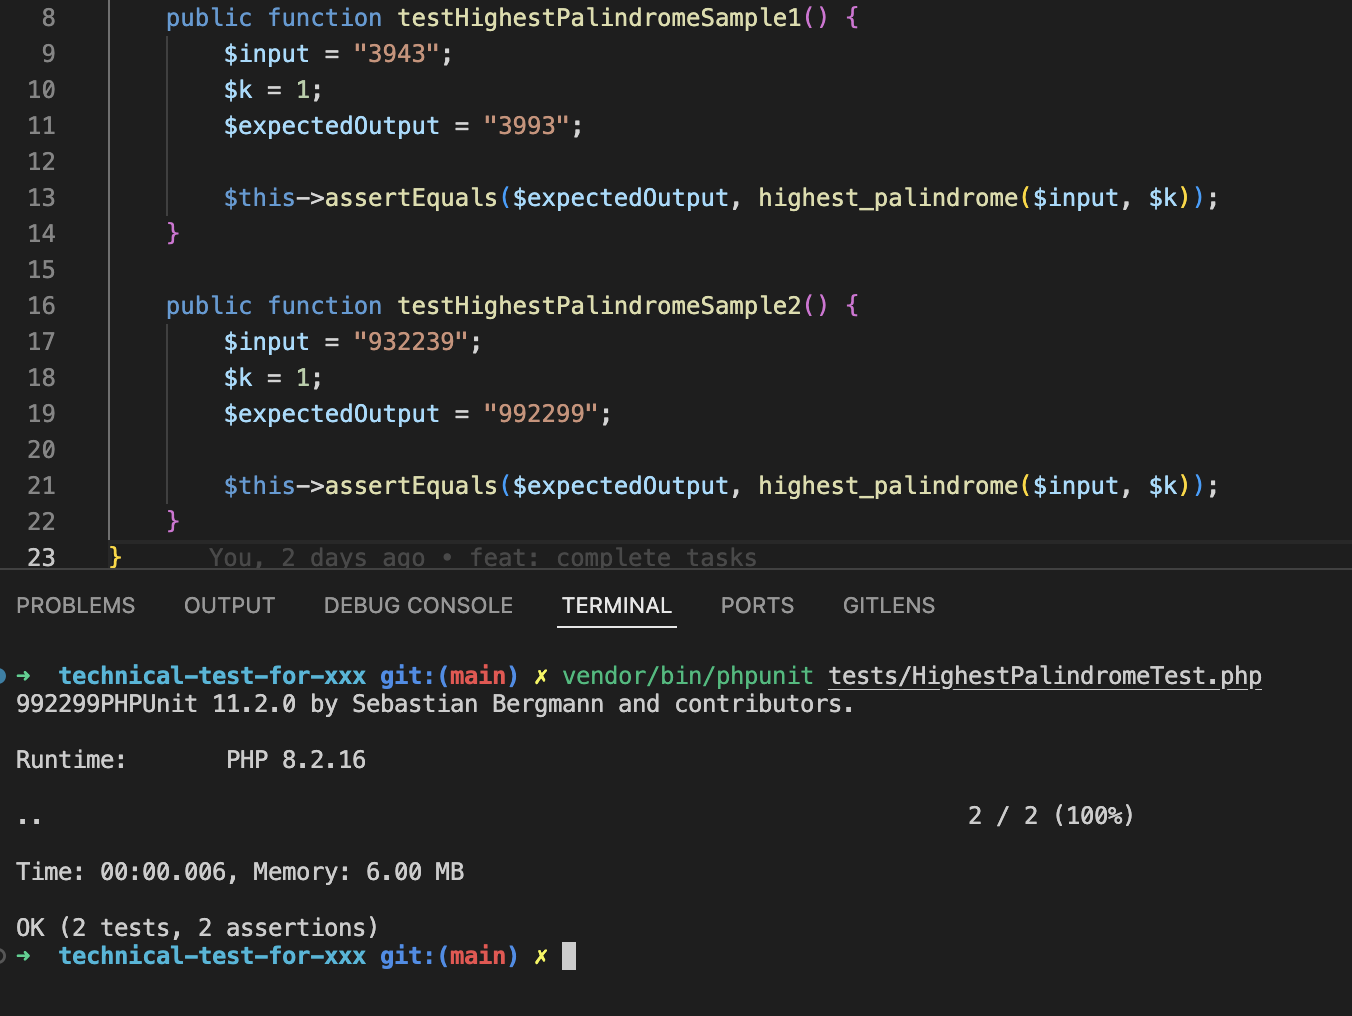 8 public function testHighestPalindromeSample1() {
9 $input = "3943";
10 $k = 1;
11 $expectedOutput = "3993";
12
13 $this->assertEquals($expectedOutput, highest_palindrome($input, $k));
14 }
15
16 public function testHighestPalindromeSample2() {
17 $input = "932239";
18 $k = 1;
19 $expectedOutput = "992299";
20
21 $this->assertEquals($expectedOutput, highest_palindrome($input, $k));
22 }
23 } You, 2 days ago • feat: complete tasks
PROBLEMS OUTPUT DEBUG CONSOLE TERMINAL PORTS GITLENS
➜ technical-test-for-xxx git:(main) ✗ vendor/bin/phpunit tests/HighestPalindromeTest.php
992299PHPUnit 11.2.0 by Sebastian Bergmann and contributors.
Runtime: PHP 8.2.16
.. 2 / 2 (100%)
Time: 00:00.006, Memory: 6.00 MB
OK (2 tests, 2 assertions)
➜ technical-test-for-xxx git:(main) ✗